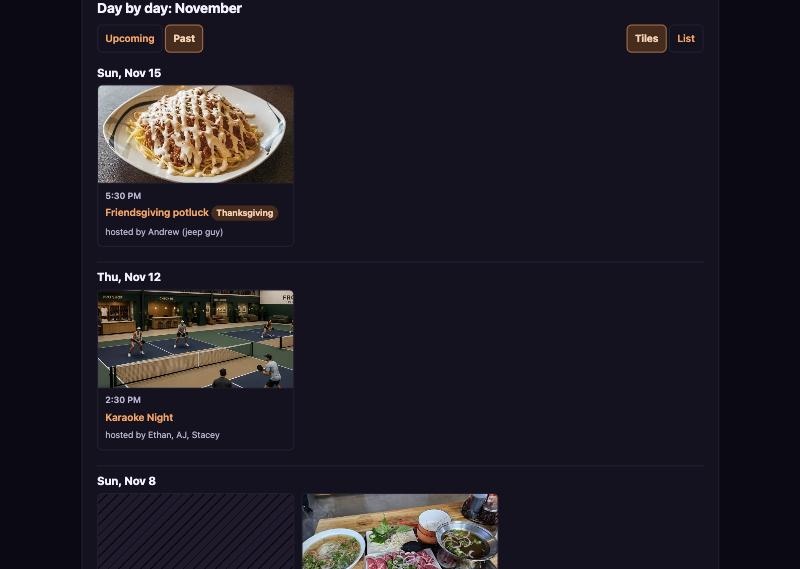 Day by day: November
Upcoming Past Tiles List
Sun, Nov 15
5:30 PM
Friendsgiving potluck Thanksgiving
hosted by Andrew (jeep guy)
Thu, Nov 12
2:30 PM
Karaoke Night
hosted by Ethan, AJ, Stacey
Sun, Nov 8